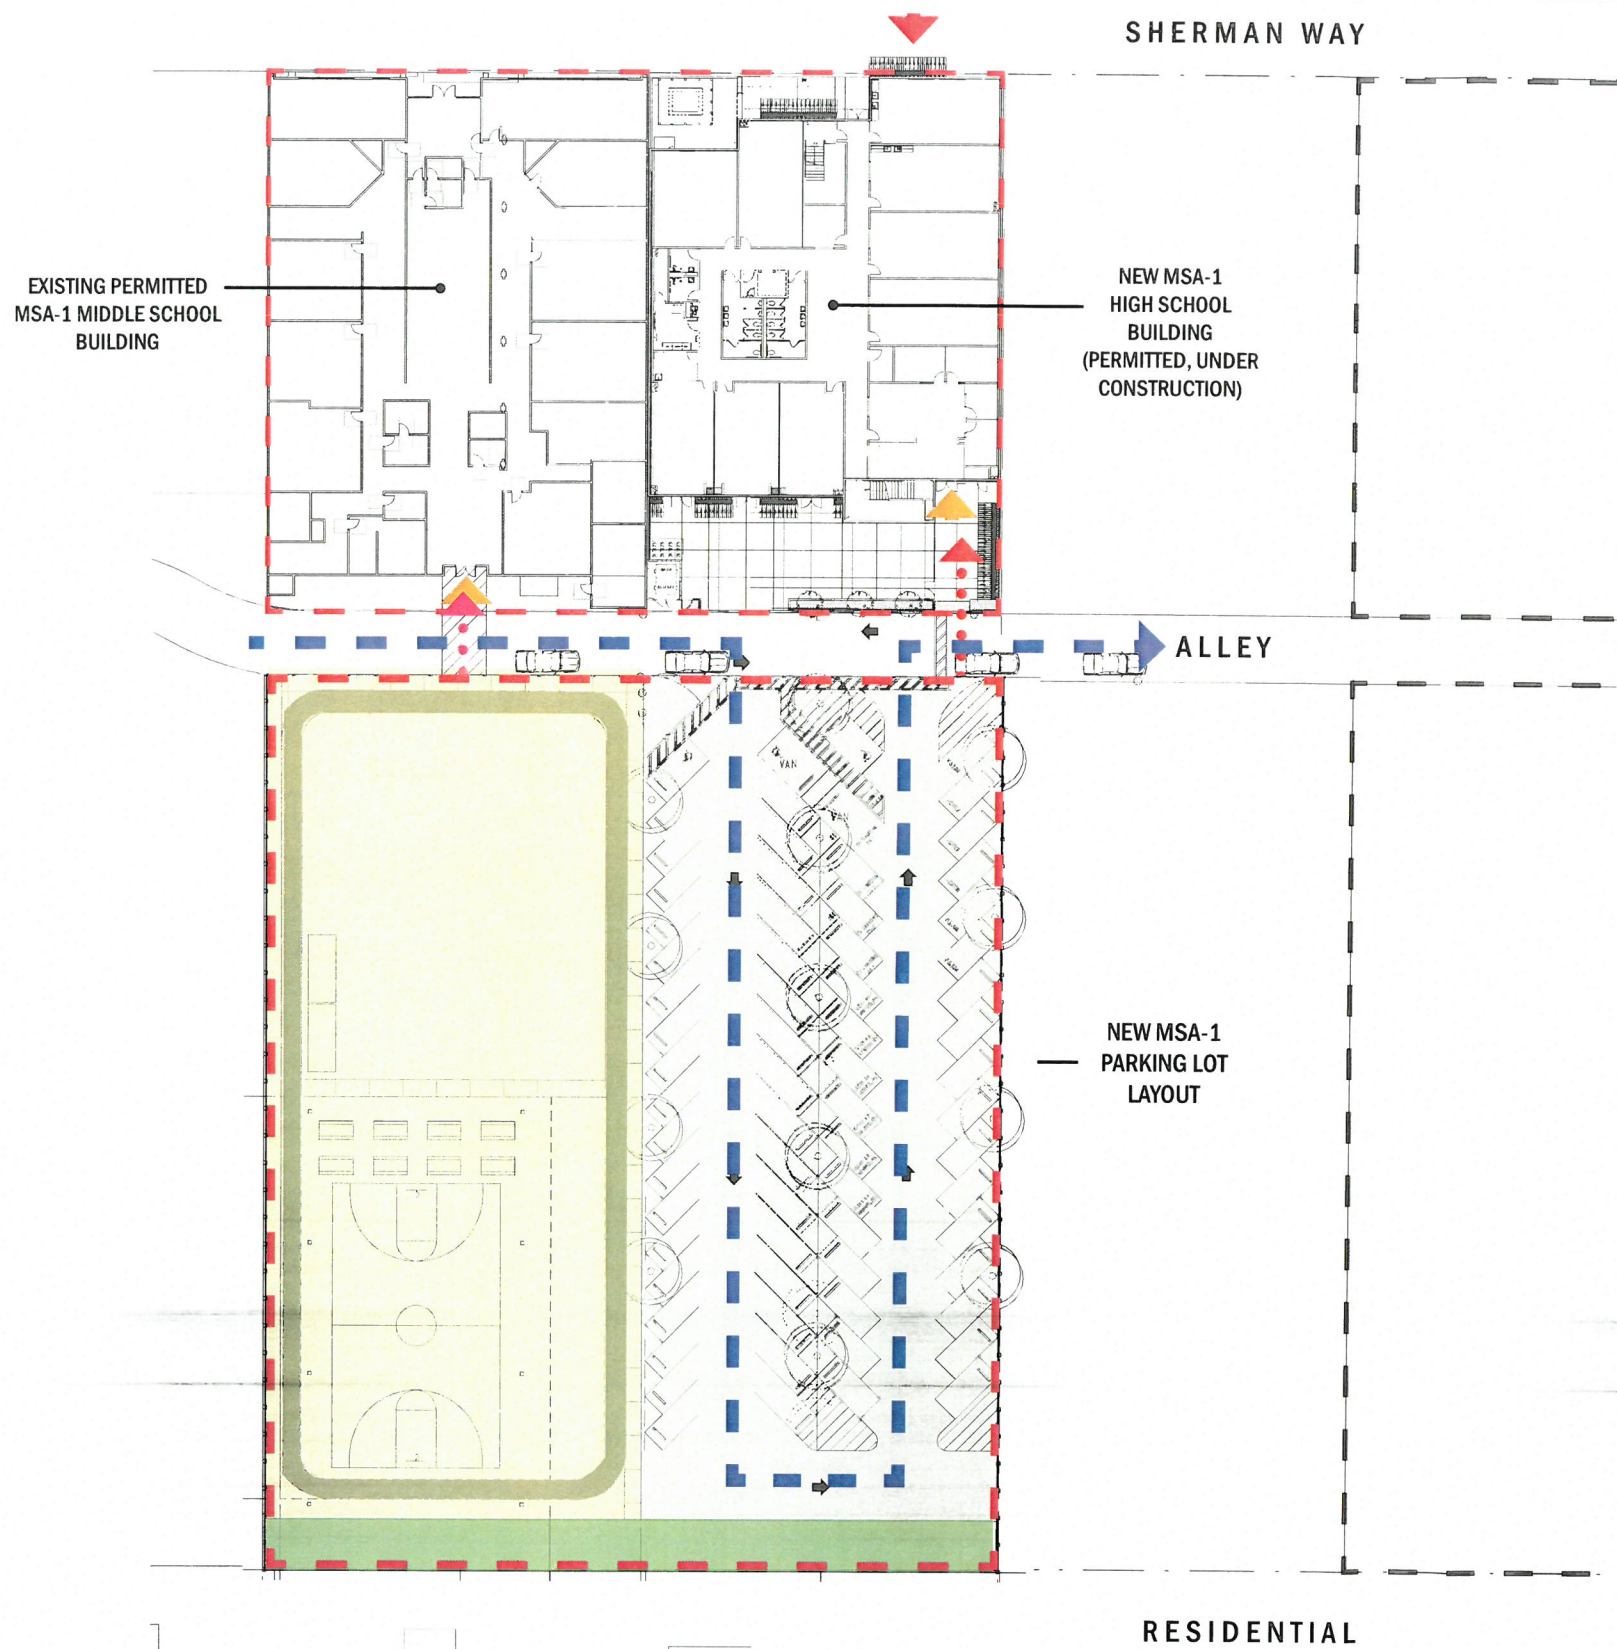 SHERMAN WAY
EXISTING PERMITTED
MSA-1 MIDDLE SCHOOL
BUILDING
NEW MSA-1
HIGH SCHOOL
BUILDING
(PERMITTED, UNDER
CONSTRUCTION)
ALLEY
VAN
VAN
NEW MSA-1
PARKING LOT
LAYOUT
RESIDENTIAL